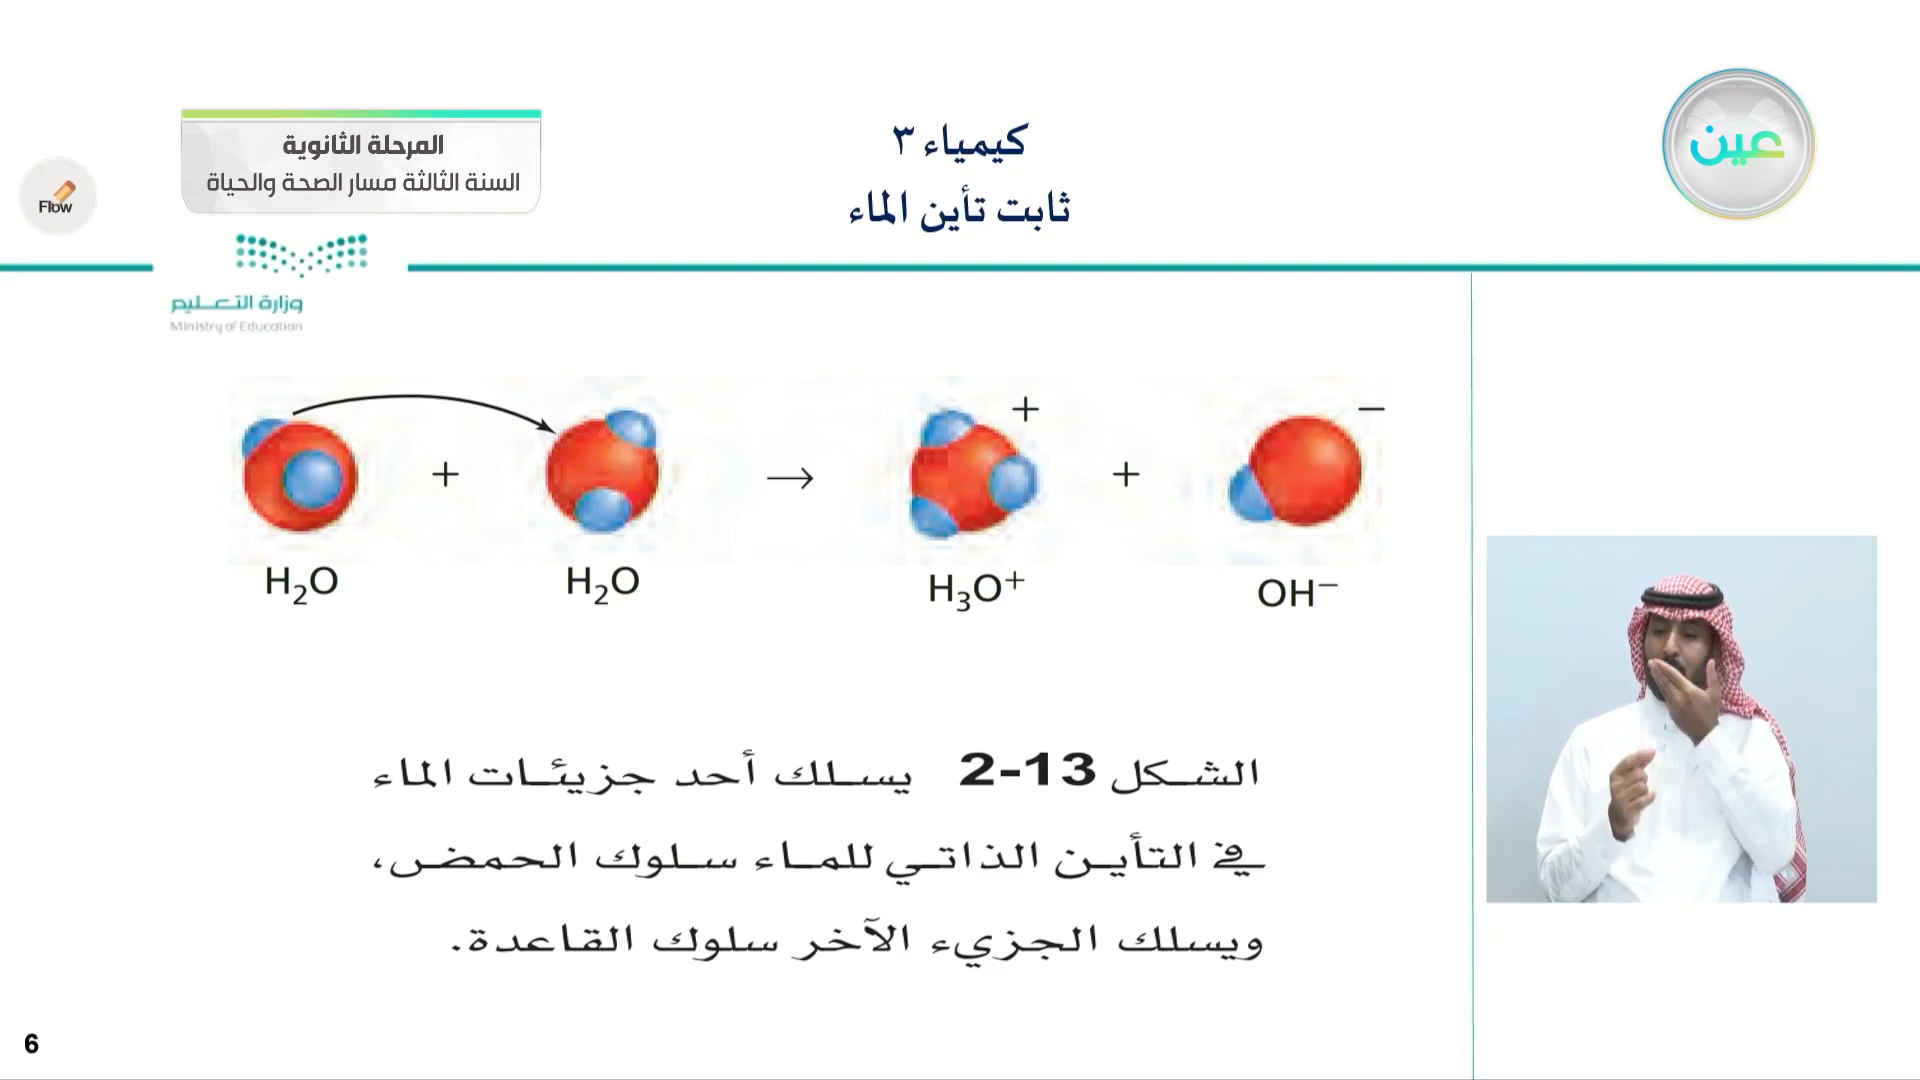 كيمياء ٣
ثابت تأين الماء
عين
المرحلة الثانوية
السنة الثالثة مسار الصحة والحياة
Flow
وزارة التعليم
Ministry of Education
+ → + + −
H₂O H₂O H₃O⁺ OH⁻
الشكل 13-2 يسلك أحد جزيئات الماء
في التأين الذاتي للماء سلوك الحمض،
ويسلك الجزيء الآخر سلوك القاعدة.
6